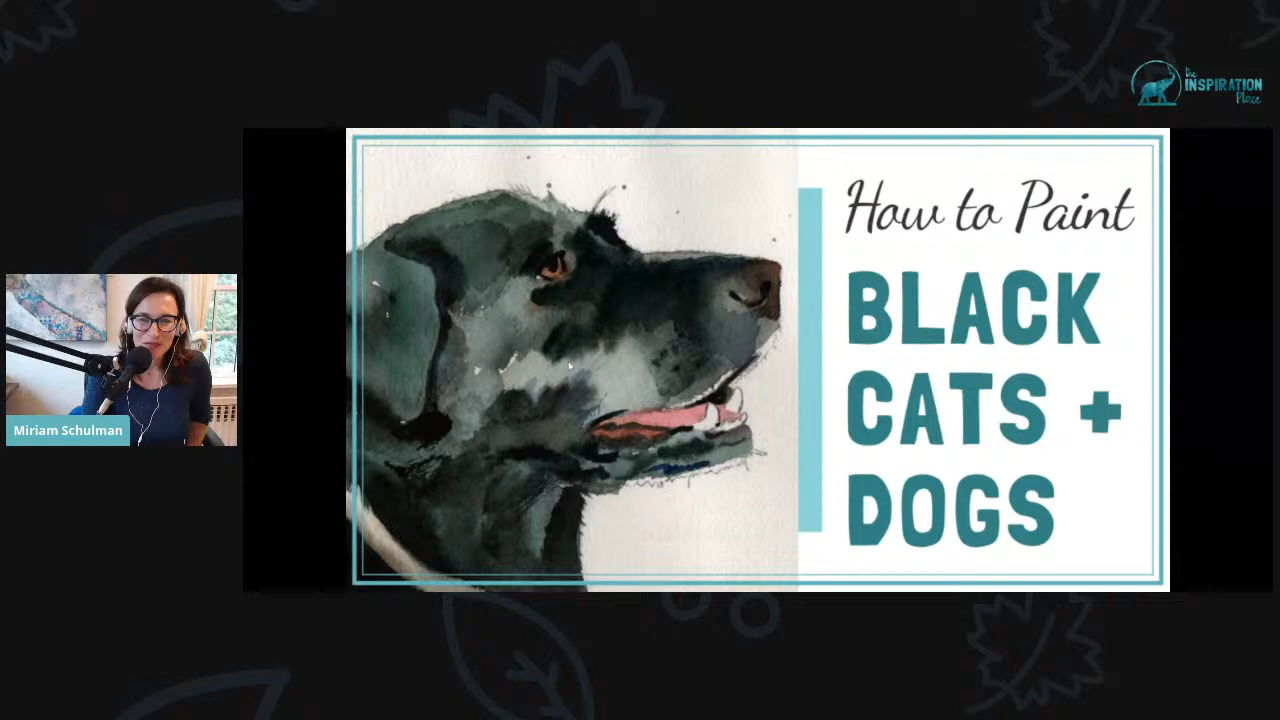 the
INSPIRATION
Place
How to Paint
BLACK
CATS +
DOGS
Miriam Schulman